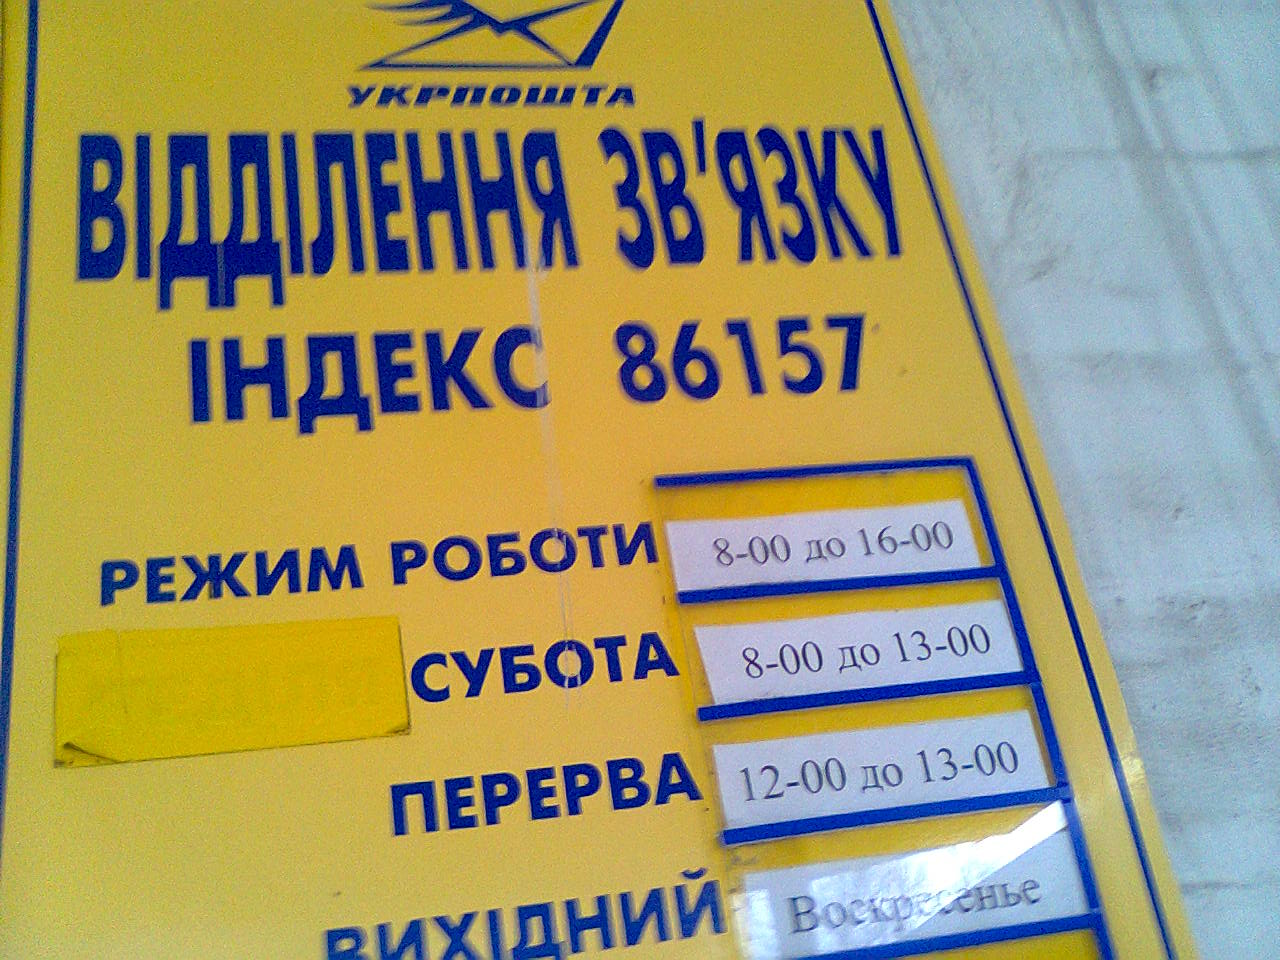 УКРПОШТА
ВІДДІЛЕННЯ ЗВ'ЯЗКУ
ІНДЕКС 86157
РЕЖИМ РОБОТИ 8-00 до 16-00
СУБОТА 8-00 до 13-00
ПЕРЕРВА 12-00 до 13-00
ВИХІДНИЙ Воскресенье